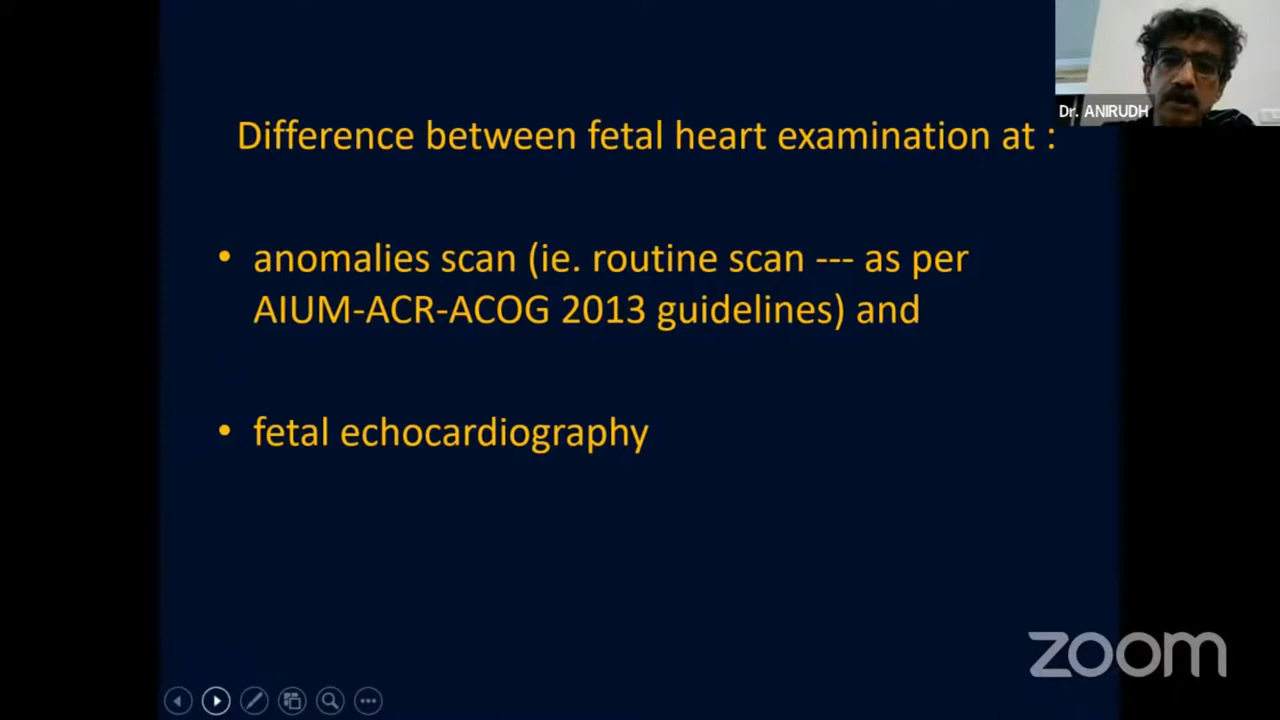 Dr. ANIRUDH
Difference between fetal heart examination at :
• anomalies scan (ie. routine scan --- as per
AIUM-ACR-ACOG 2013 guidelines) and
• fetal echocardiography
zoom